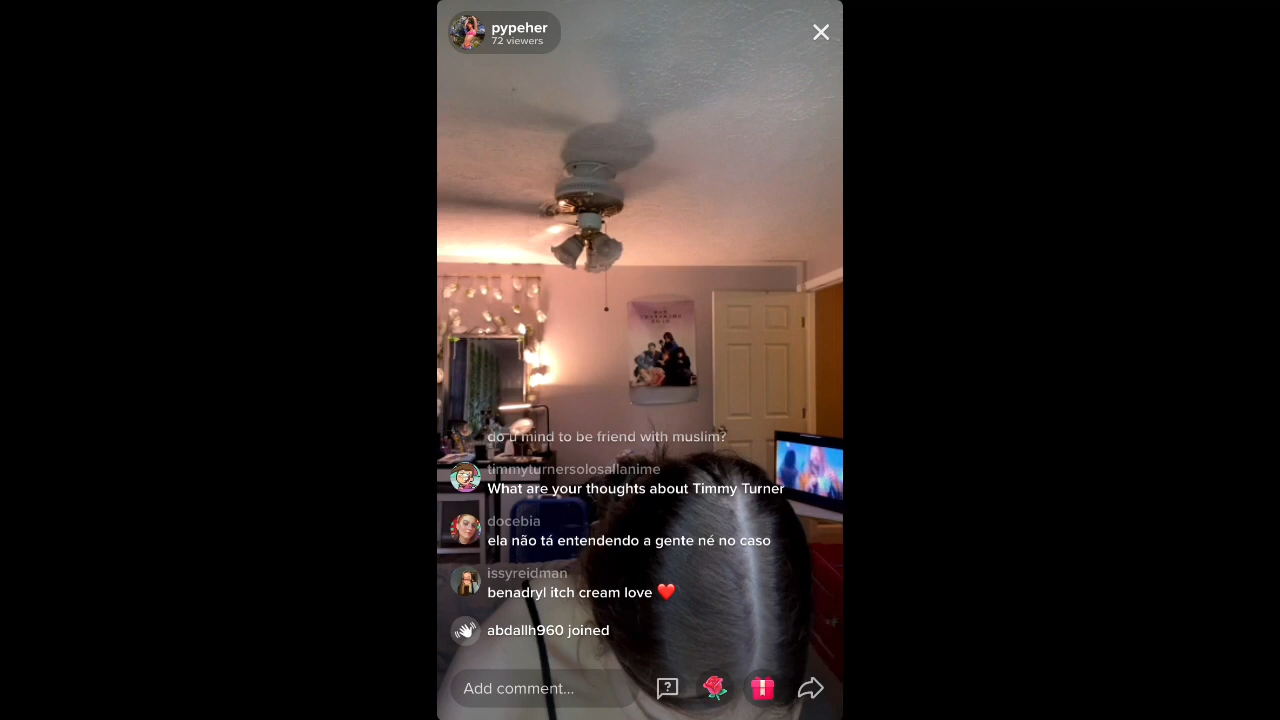 pypeher
72 viewers
do u mind to be friend with muslim?
timmyturnersolosallanime
What are your thoughts about Timmy Turner
docebia
ela não tá entendendo a gente né no caso
issyreidman
benadryl itch cream love ❤️
abdallh960 joined
Add comment...